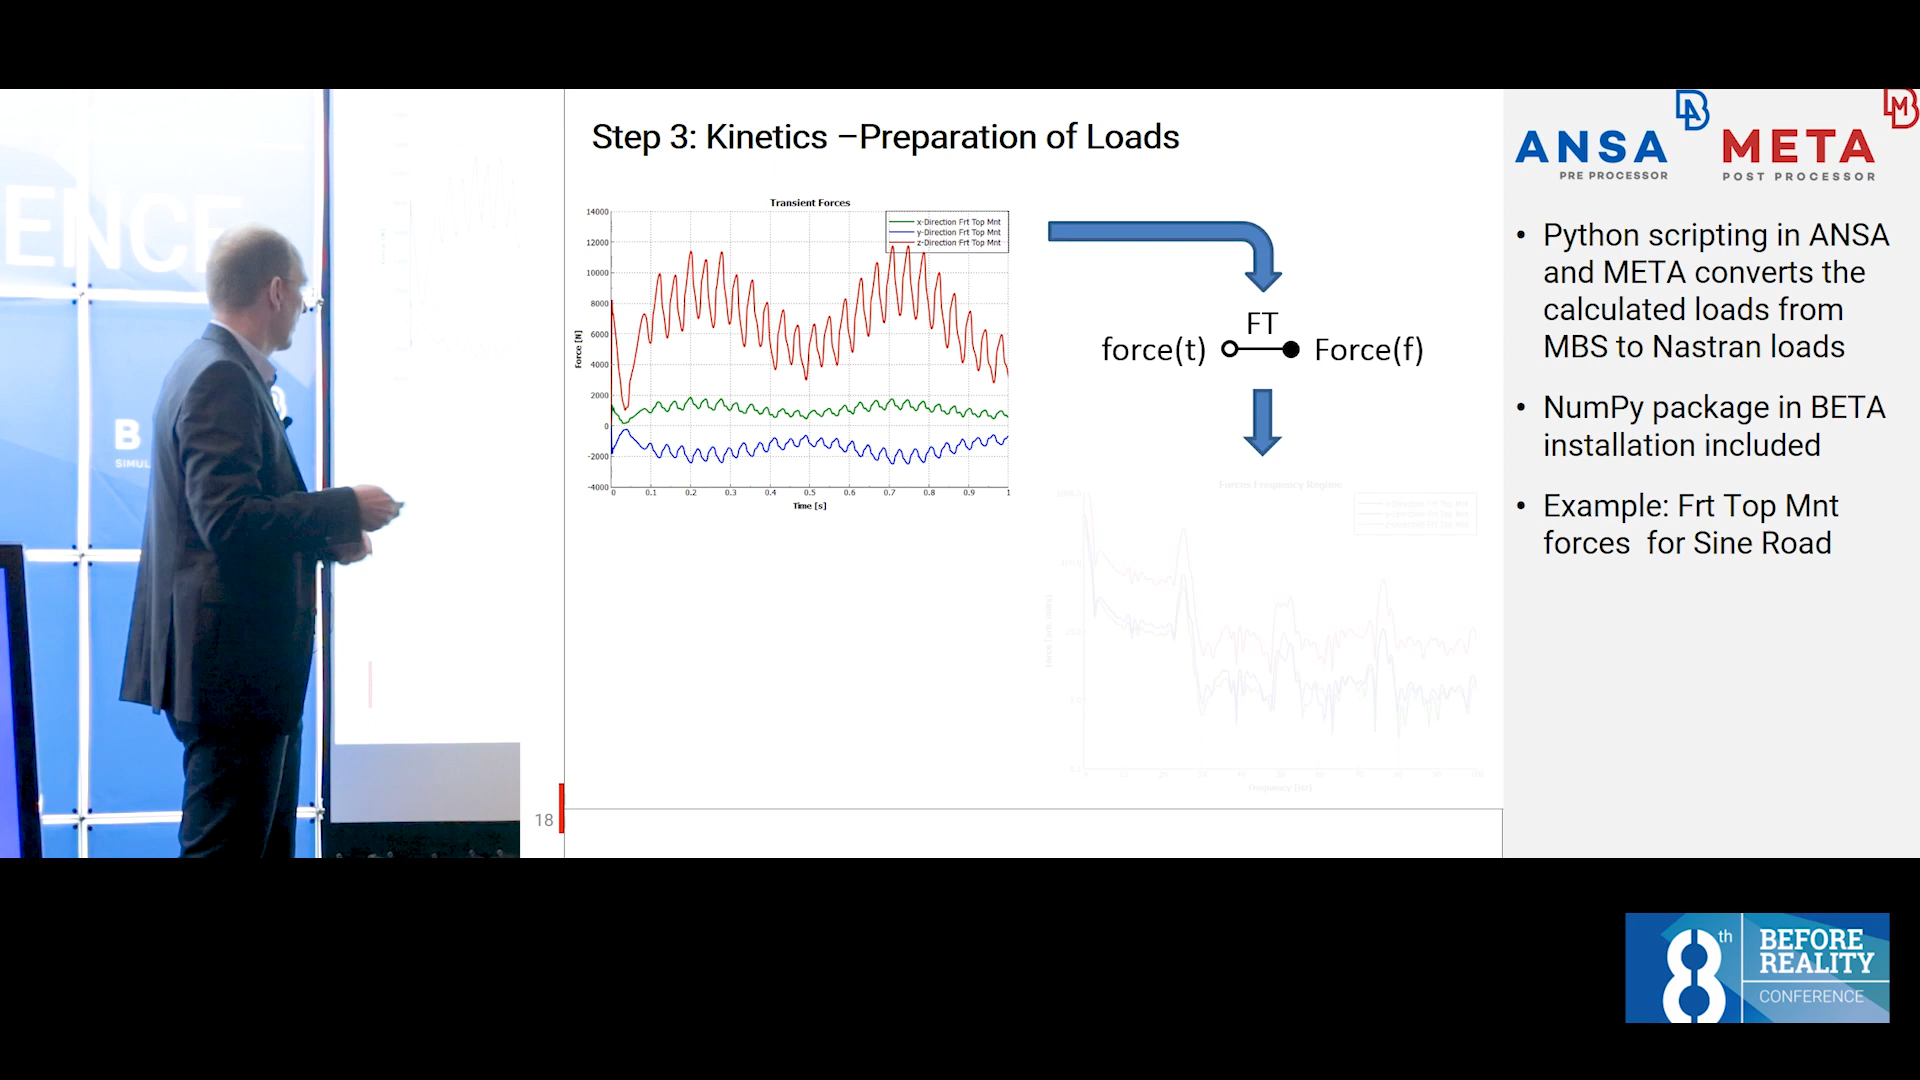 ENCE
B
SIMUL
18
Step 3: Kinetics –Preparation of Loads
Transient Forces
x-Direction Frt Top Mnt
y-Direction Frt Top Mnt
z-Direction Frt Top Mnt
14000
12000
10000
8000
6000
4000
2000
0
-2000
-4000
Force [N]
0 0.1 0.2 0.3 0.4 0.5 0.6 0.7 0.8 0.9 1
Time [s]
FT
force(t) Force(f)
Forces Frequency Regime
Frequency [Hz]
ANSA
PRE PROCESSOR
META
POST PROCESSOR
• Python scripting in ANSA
and META converts the
calculated loads from
MBS to Nastran loads
• NumPy package in BETA
installation included
• Example: Frt Top Mnt
forces for Sine Road
8th
BEFORE
REALITY
CONFERENCE